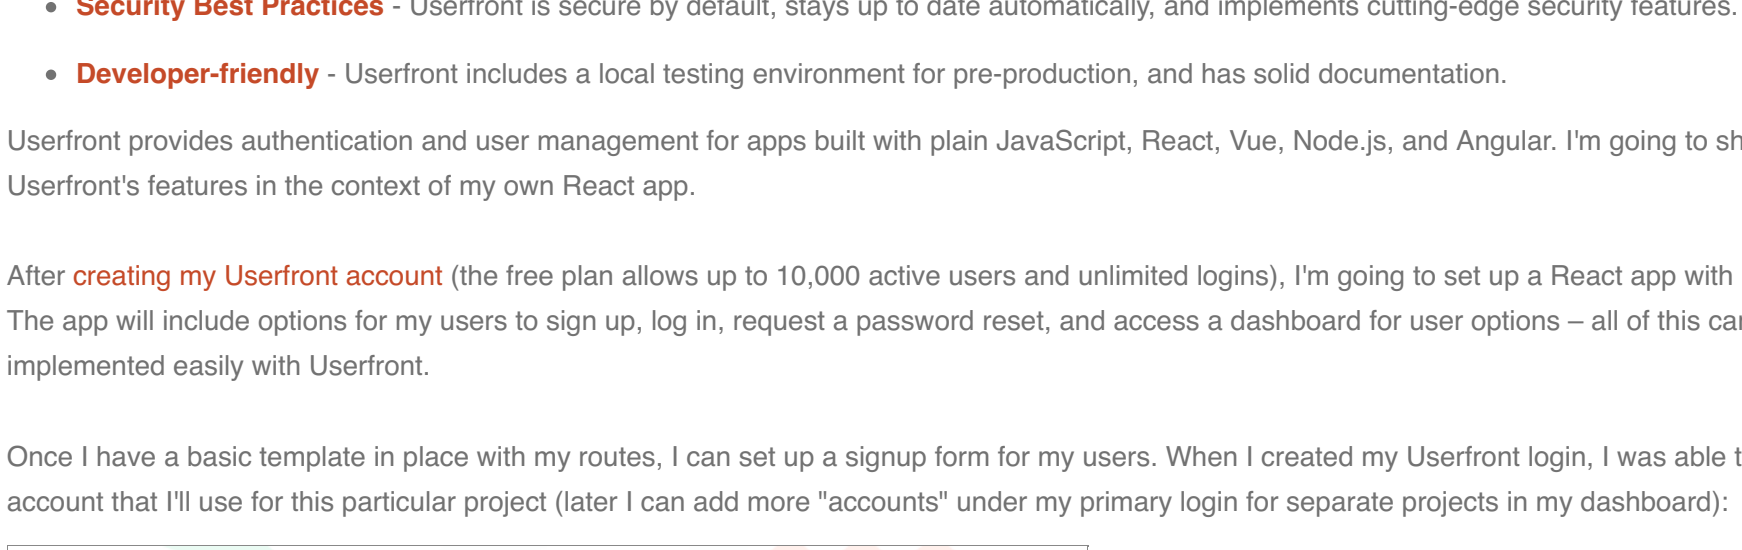 Security Best Practices - Userfront is secure by default, stays up to date automatically, and implements cutting-edge security features.
Developer-friendly - Userfront includes a local testing environment for pre-production, and has solid documentation.
Userfront provides authentication and user management for apps built with plain JavaScript, React, Vue, Node.js, and Angular. I'm going to sh
Userfront's features in the context of my own React app.
After creating my Userfront account (the free plan allows up to 10,000 active users and unlimited logins), I'm going to set up a React app with
The app will include options for my users to sign up, log in, request a password reset, and access a dashboard for user options – all of this can
implemented easily with Userfront.
Once I have a basic template in place with my routes, I can set up a signup form for my users. When I created my Userfront login, I was able t
account that I'll use for this particular project (later I can add more "accounts" under my primary login for separate projects in my dashboard):